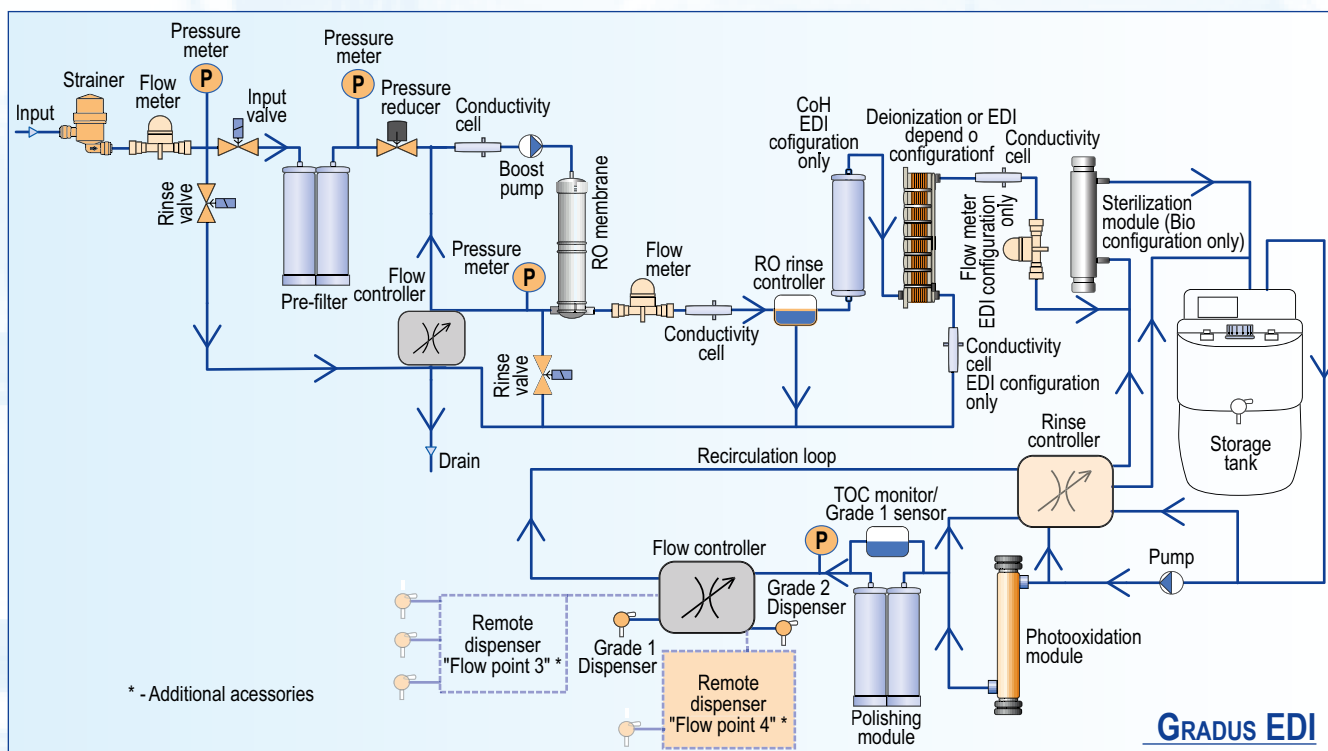 Pressure
meter
Pressure
meter
Strainer
Flow
meter
P
Input
valve
P
Pressure
reducer
Conductivity
cell
Input
Boost
pump
CoH
EDI
cofiguration
only
Deionization or EDI
depend o
configurationf
Conductivity
cell
Rinse
valve
Pre-filter
Flow
controller
Pressure
meter
P
RO membrane
Flow
meter
RO rinse
controller
Flow meter
EDI configuration
only
Sterilization
module (Bio
configuration only)
Conductivity
cell
Conductivity
cell
EDI configuration
only
Rinse
valve
Drain
Recirculation loop
Rinse
controller
Storage
tank
TOC monitor/
Grade 1 sensor
P
Flow controller
Pump
Grade 2
Dispenser
Remote
dispenser
"Flow point 3" *
Grade 1
Dispenser
Photooxidation
module
Remote
dispenser
"Flow point 4" *
Polishing
module
* - Additional acessories
GRADUS EDI